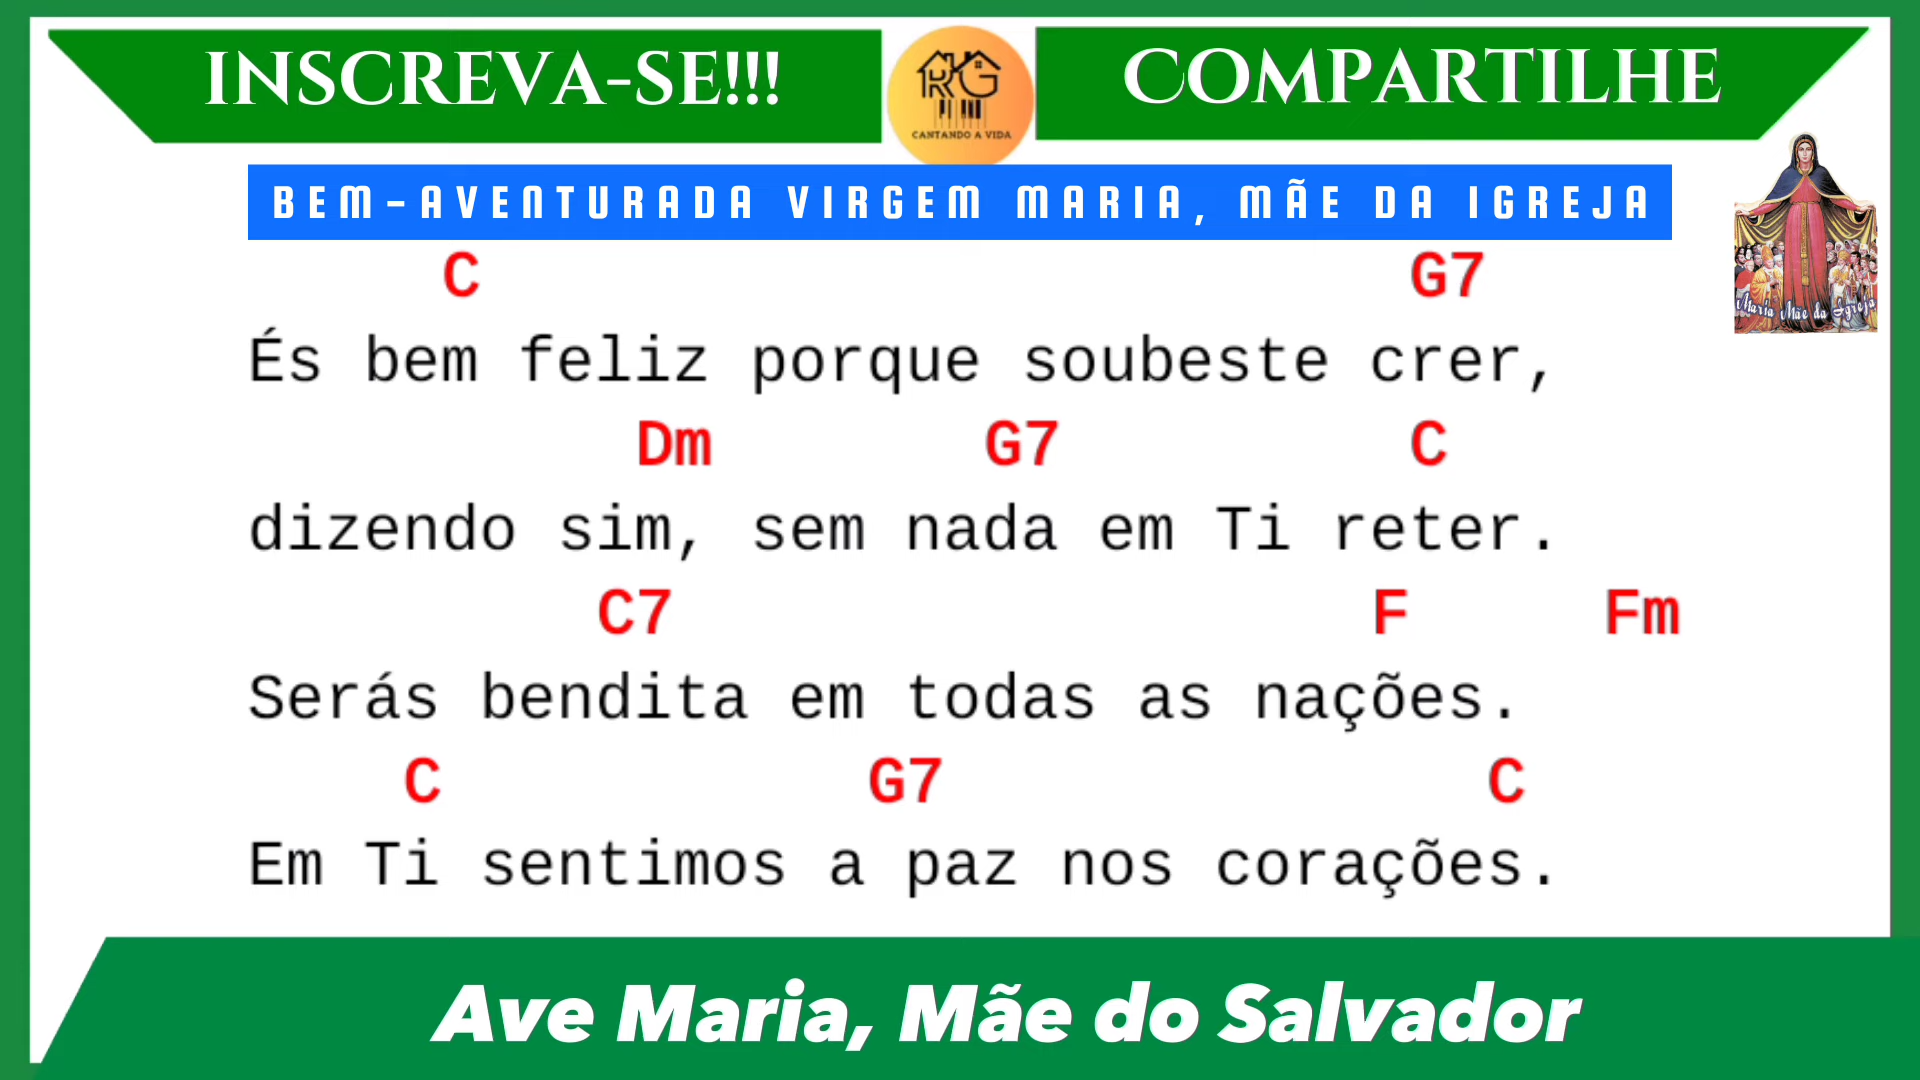 INSCREVA-SE!!!
RG
CANTANDO A VIDA
COMPARTILHE
BEM-AVENTURADA VIRGEM MARIA, MÃE DA IGREJA
Maria Mãe da Igreja
C G7
És bem feliz porque soubeste crer,
Dm G7 C
dizendo sim, sem nada em Ti reter.
C7 F Fm
Serás bendita em todas as nações.
C G7 C
Em Ti sentimos a paz nos corações.
Ave Maria, Mãe do Salvador